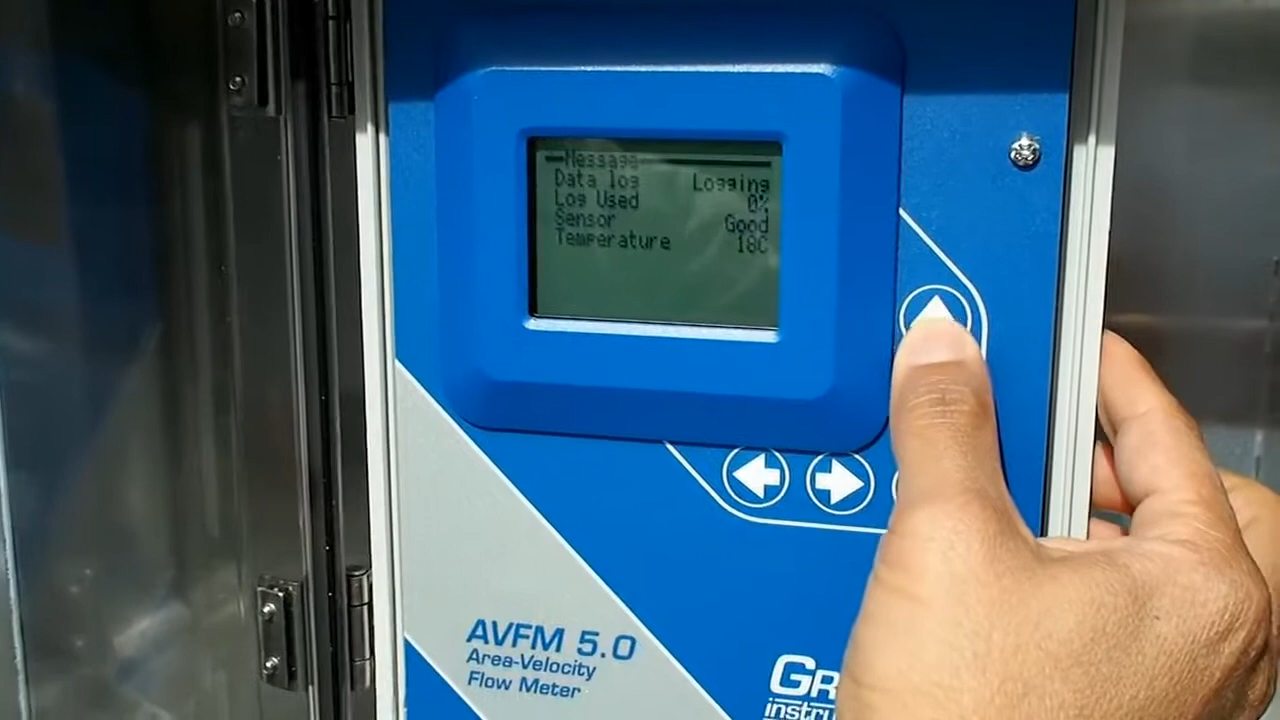 Message
Data log Logging
Log Used 0%
Sensor Good
Temperature 18C
AVFM 5.0
Area-Velocity
Flow Meter